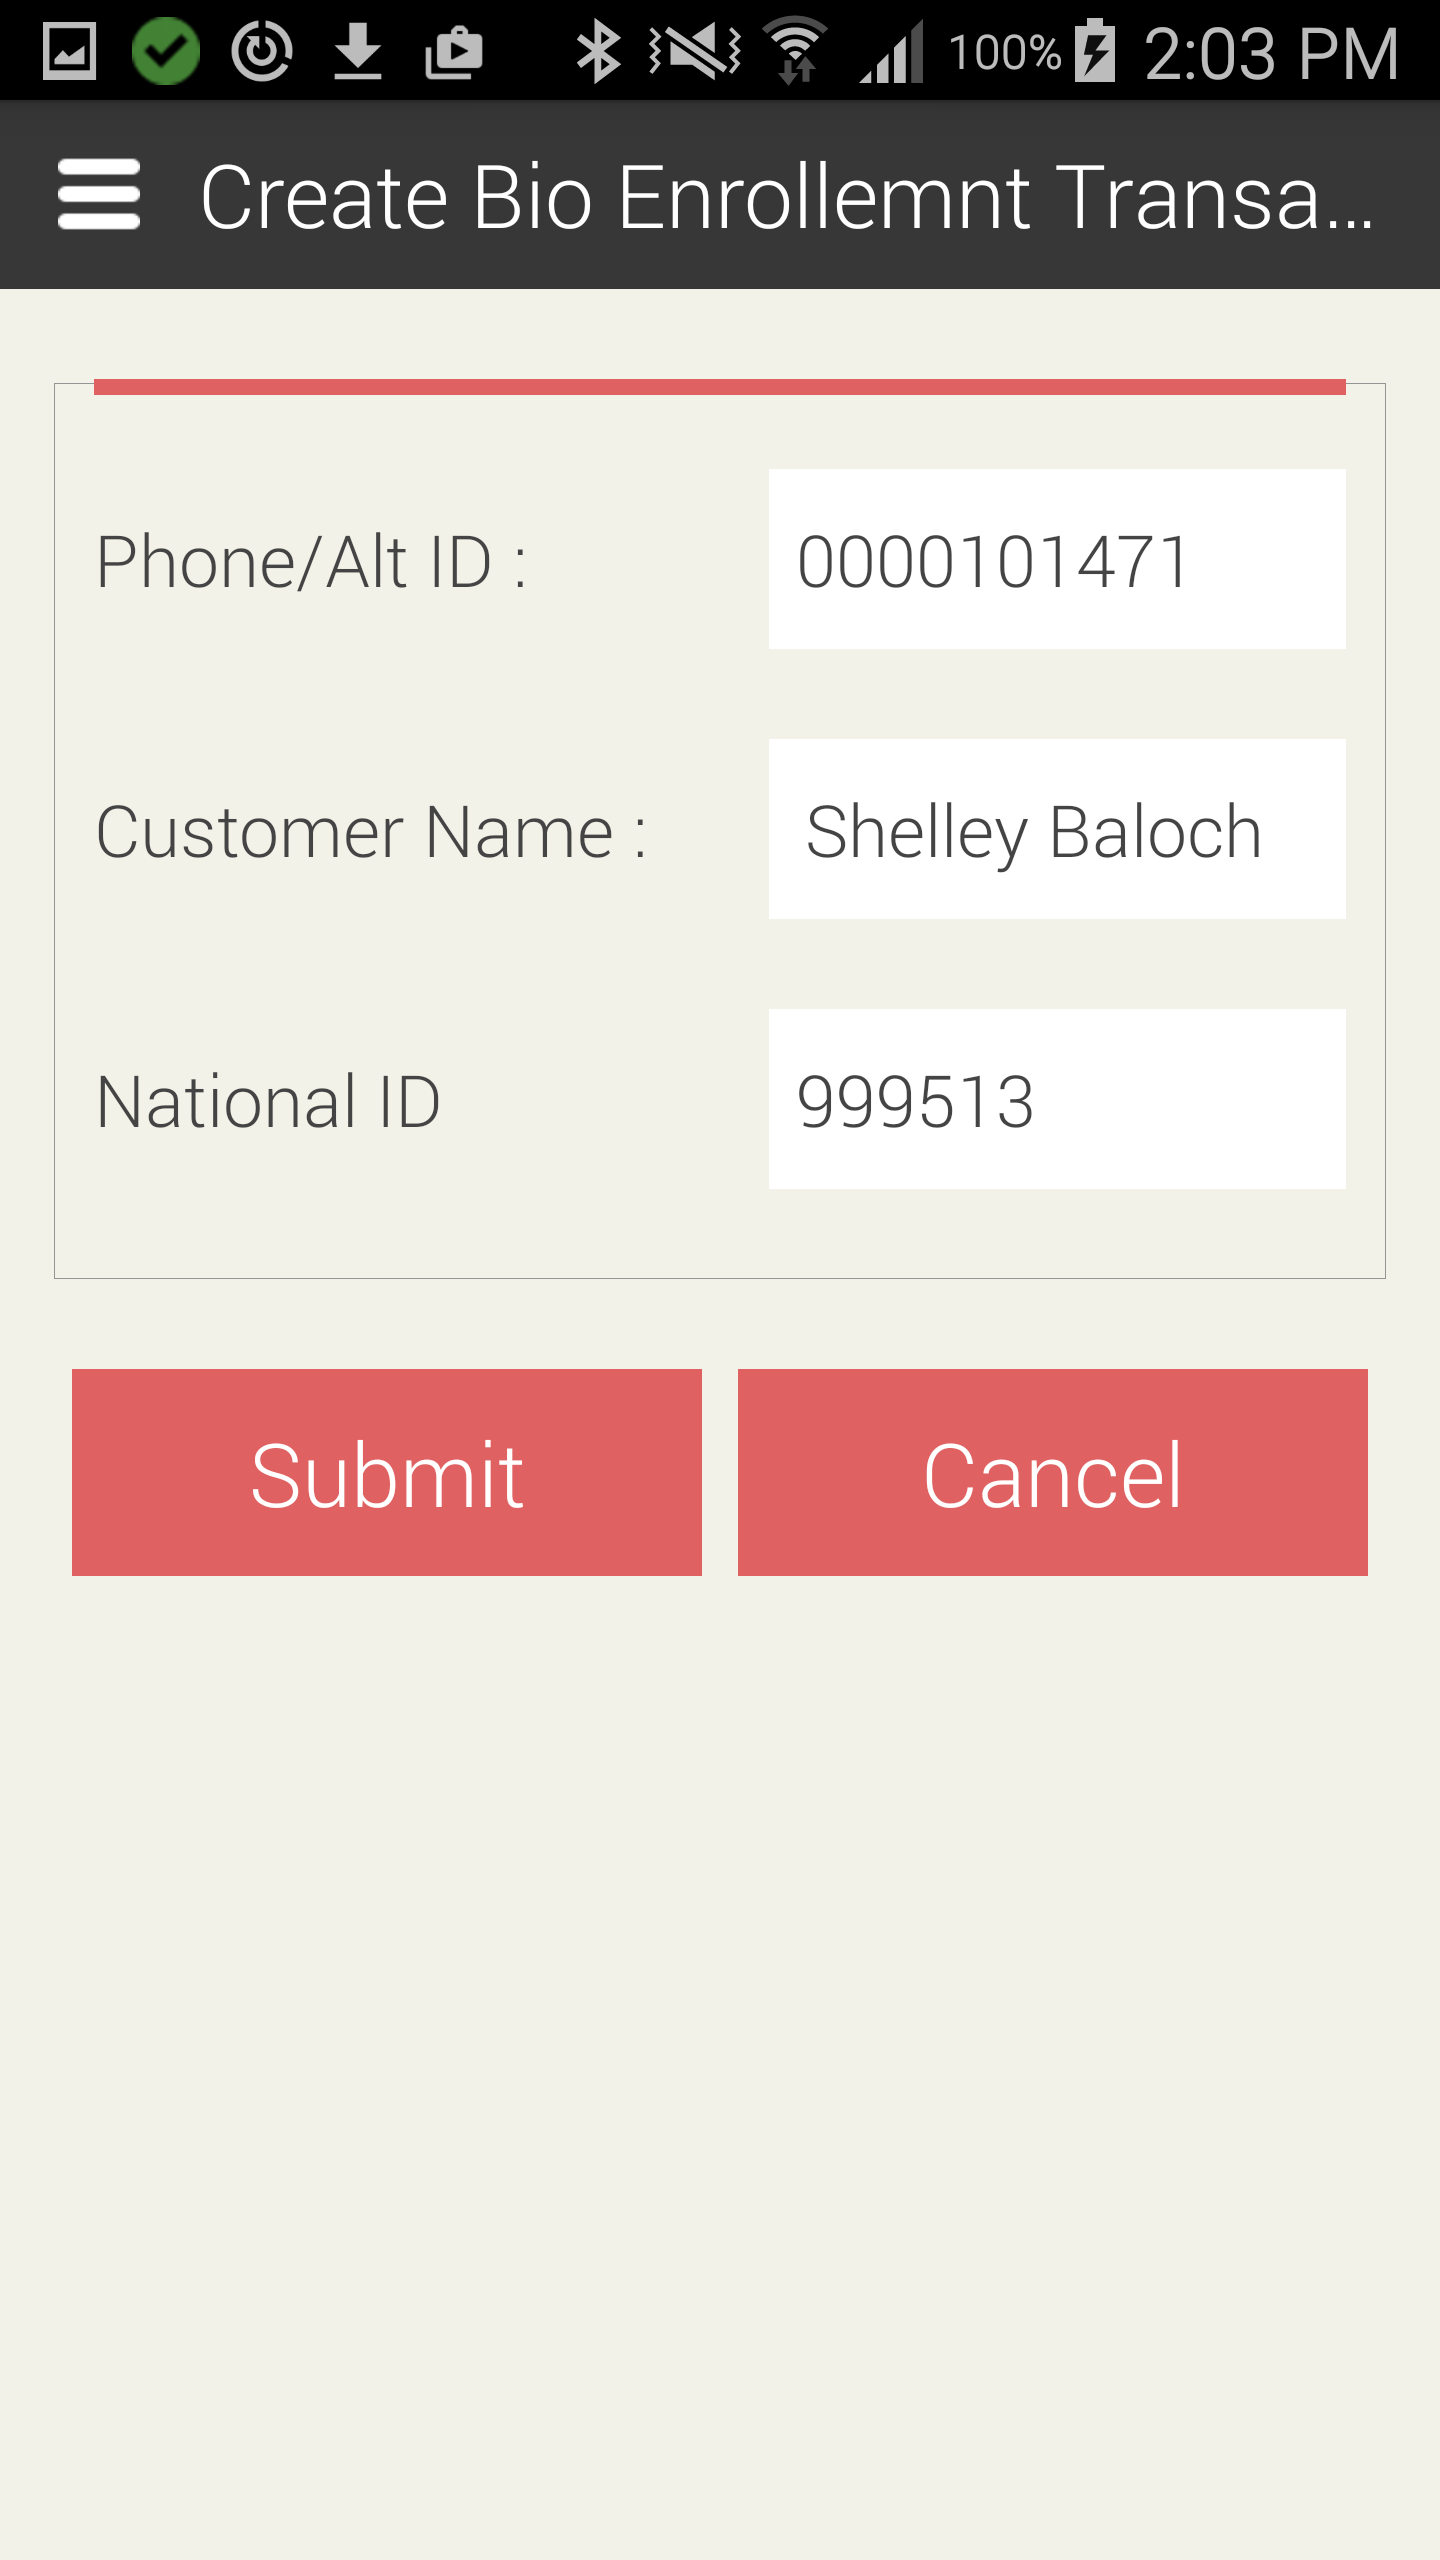 100% 2:03 PM
Create Bio Enrollemnt Transa...
Phone/Alt ID : 0000101471
Customer Name : Shelley Baloch
National ID 999513
Submit Cancel